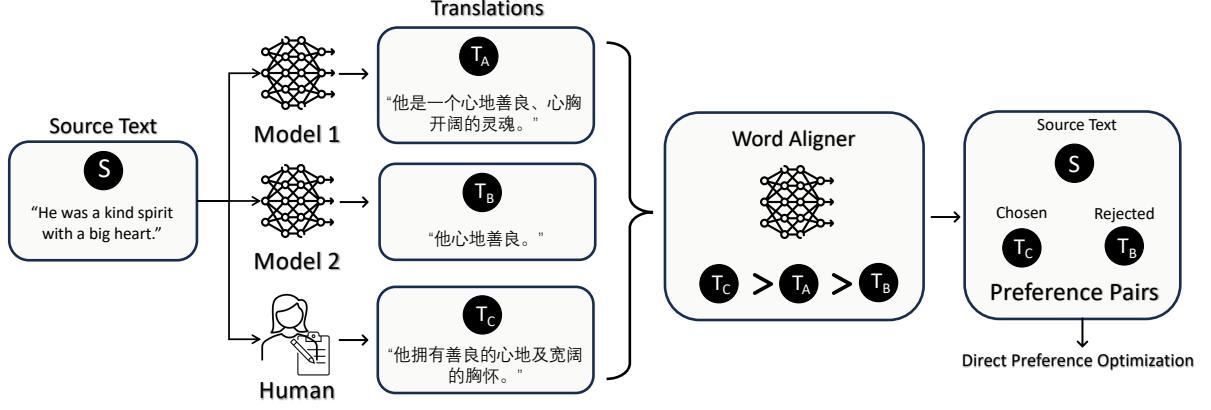 Source Text
S
“He was a kind spirit
with a big heart.”
Model 1
Model 2
Human
Translations
TA
“他是一个心地善良、心胸
开阔的灵魂。”
TB
“他心地善良。”
TC
“他拥有善良的心地及宽阔
的胸怀。”
Word Aligner
TC > TA > TB
Source Text
S
Chosen Rejected
TC TB
Preference Pairs
Direct Preference Optimization